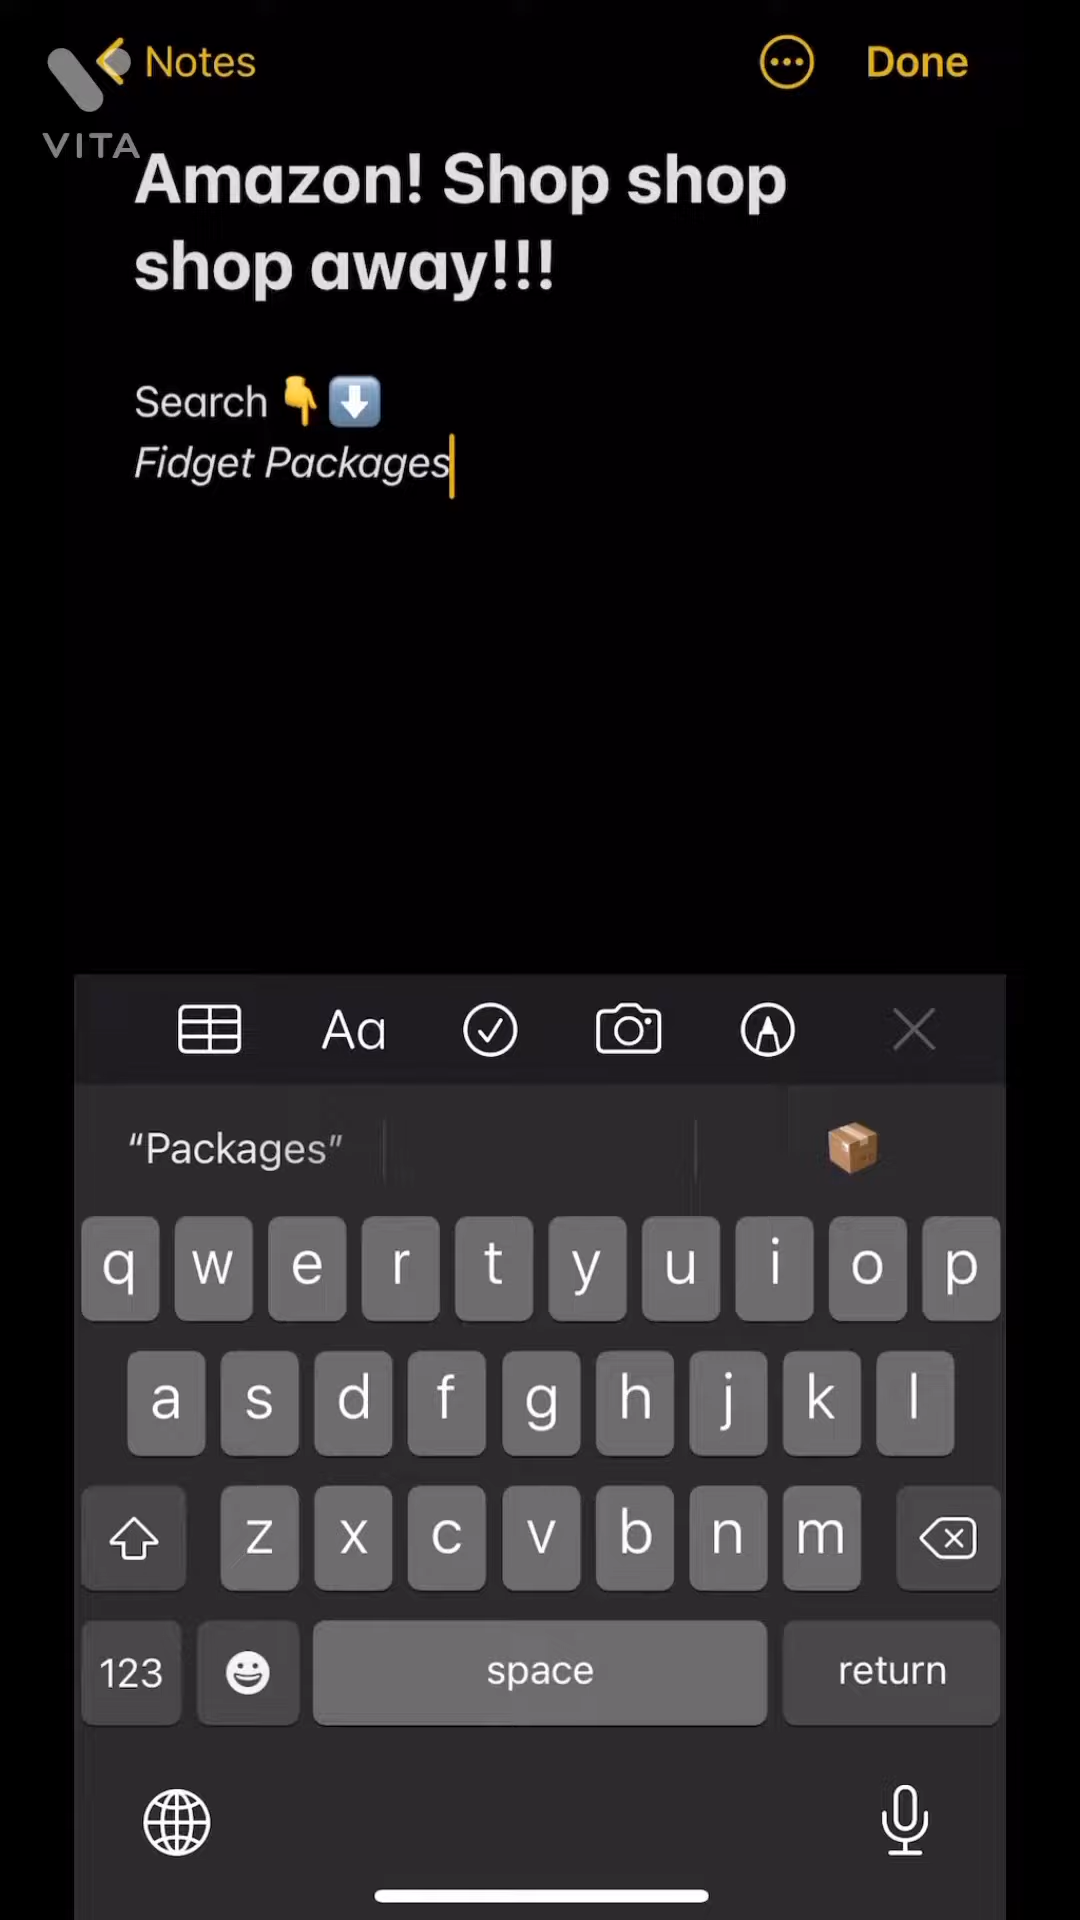 Notes
Done
VITA
Amazon! Shop shop
shop away!!!
Search 👇⬇️
Fidget Packages
Aa
“Packages” 📦
q w e r t y u i o p
a s d f g h j k l
z x c v b n m
123 space return